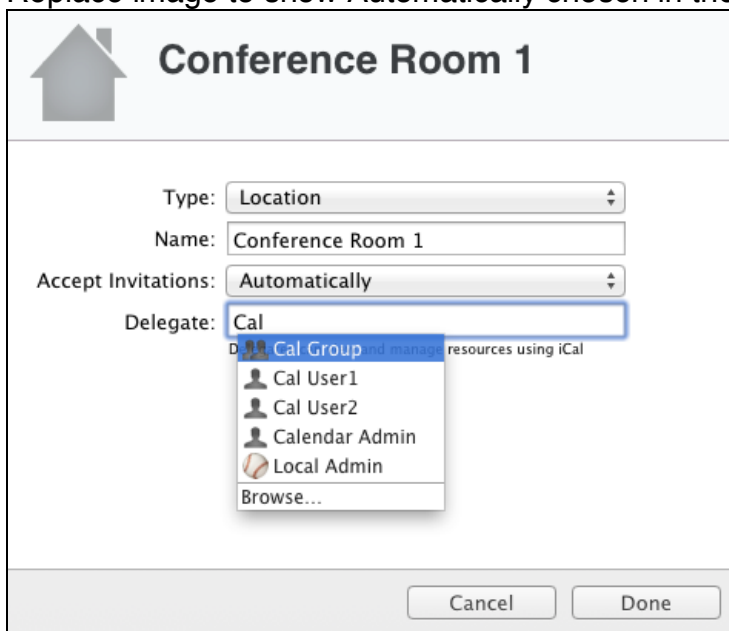 Replace image to show Automatically chosen in the
Conference Room 1
Type: Location
Name: Conference Room 1
Accept Invitations: Automatically
Delegate: Cal
Cal Group and manage resources using iCal
Cal User1
Cal User2
Calendar Admin
Local Admin
Browse...
Cancel Done